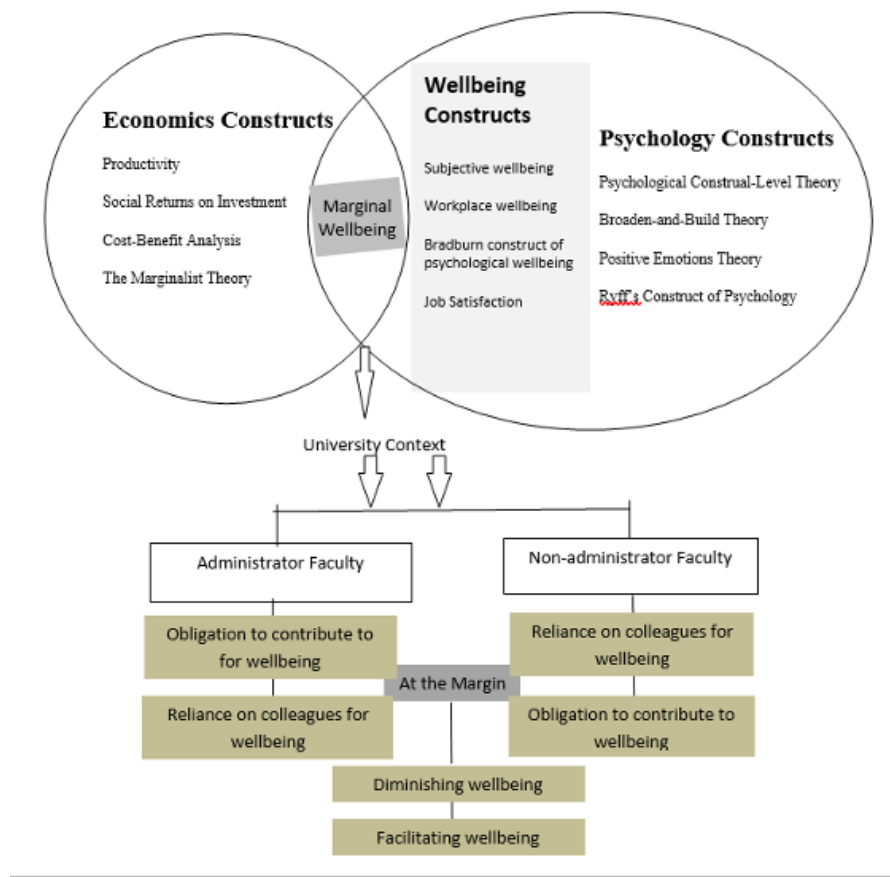 Economics Constructs
Productivity
Social Returns on Investment
Cost-Benefit Analysis
The Marginalist Theory
Marginal
Wellbeing
Wellbeing
Constructs
Subjective wellbeing
Workplace wellbeing
Bradburn construct of
psychological wellbeing
Job Satisfaction
Psychology Constructs
Psychological Construal-Level Theory
Broaden-and-Build Theory
Positive Emotions Theory
Ryff's Construct of Psychology
University Context
Administrator Faculty
Non-administrator Faculty
Obligation to contribute to
for wellbeing
Reliance on colleagues for
wellbeing
At the Margin
Reliance on colleagues for
wellbeing
Obligation to contribute to
wellbeing
Diminishing wellbeing
Facilitating wellbeing